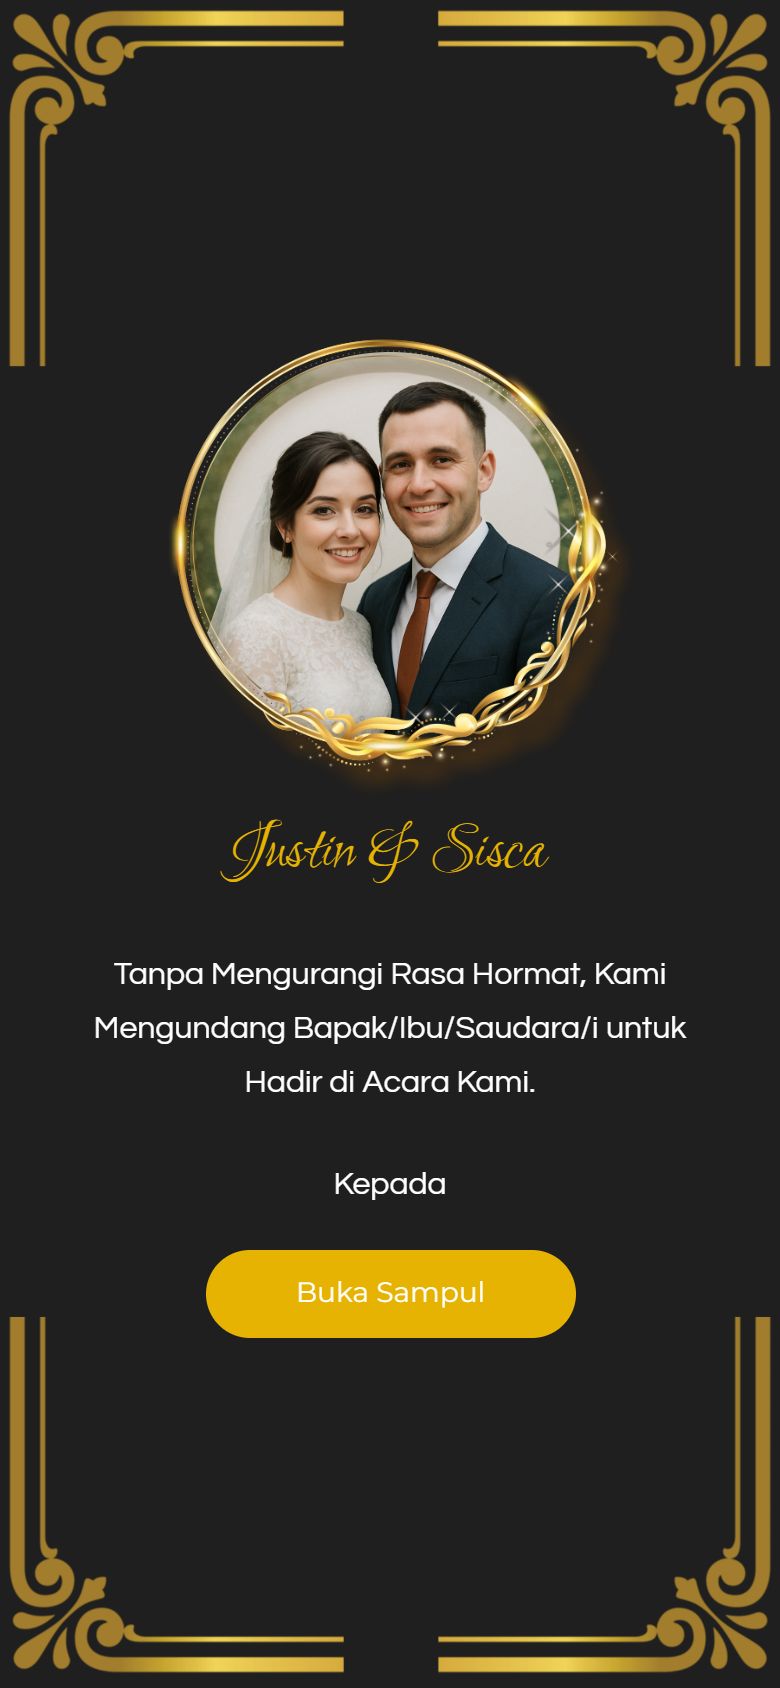 Justin & Sisca
Tanpa Mengurangi Rasa Hormat, Kami
Mengundang Bapak/Ibu/Saudara/i untuk
Hadir di Acara Kami.
Kepada
Buka Sampul